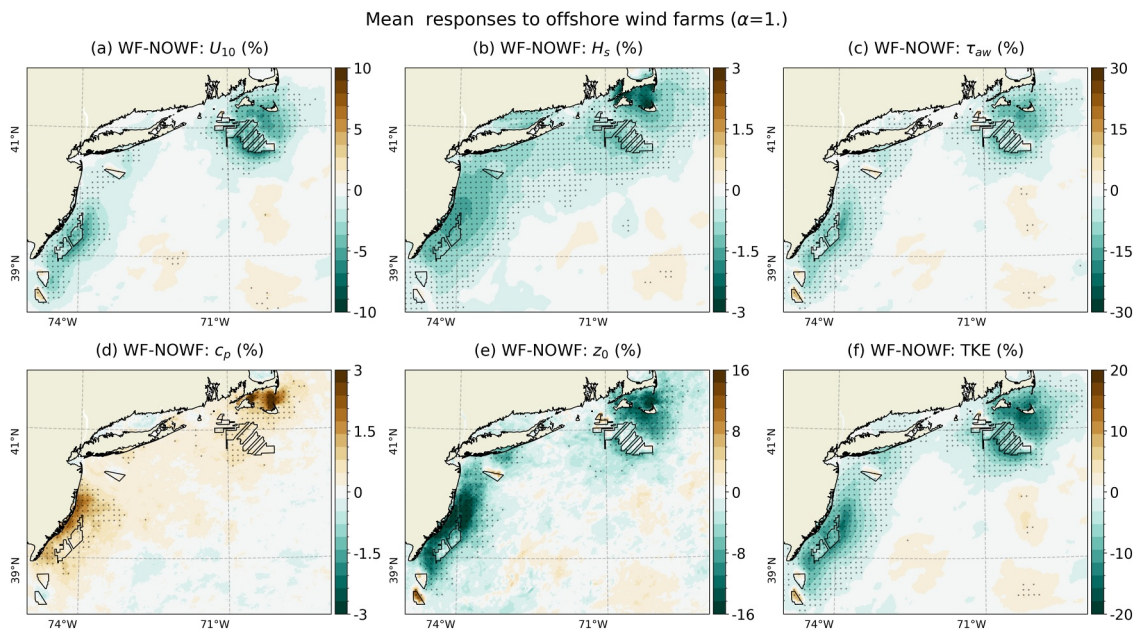 Mean responses to offshore wind farms (α=1.)
(a) WF-NOWF: U10 (%)
(b) WF-NOWF: Hs (%)
(c) WF-NOWF: τaw (%)
41°N
39°N
74°W
71°W
10
5
0
-5
-10
41°N
39°N
74°W
71°W
3
1.5
0
-1.5
-3
41°N
39°N
74°W
71°W
30
15
0
-15
-30
(d) WF-NOWF: cp (%)
(e) WF-NOWF: z0 (%)
(f) WF-NOWF: TKE (%)
41°N
39°N
74°W
71°W
3
1.5
0
-1.5
-3
41°N
39°N
74°W
71°W
16
8
0
-8
-16
41°N
39°N
74°W
71°W
20
10
0
-10
-20